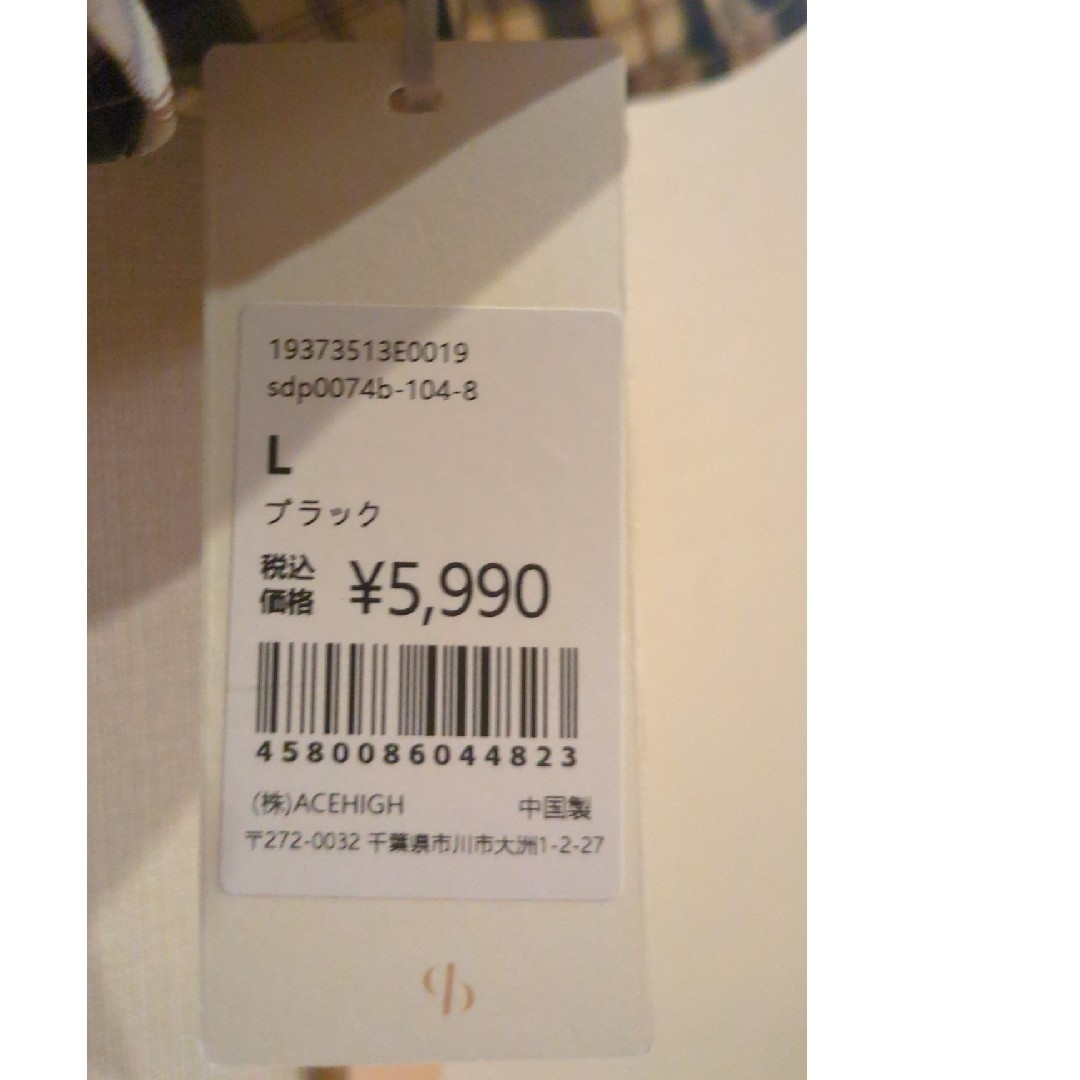 19373513E0019
sdp0074b-104-8
L
ブラック
税込
価格 ¥5,990
4580086044823
(株)ACEHIGH 中国製
〒272-0032 千葉県市川市大洲1-2-27